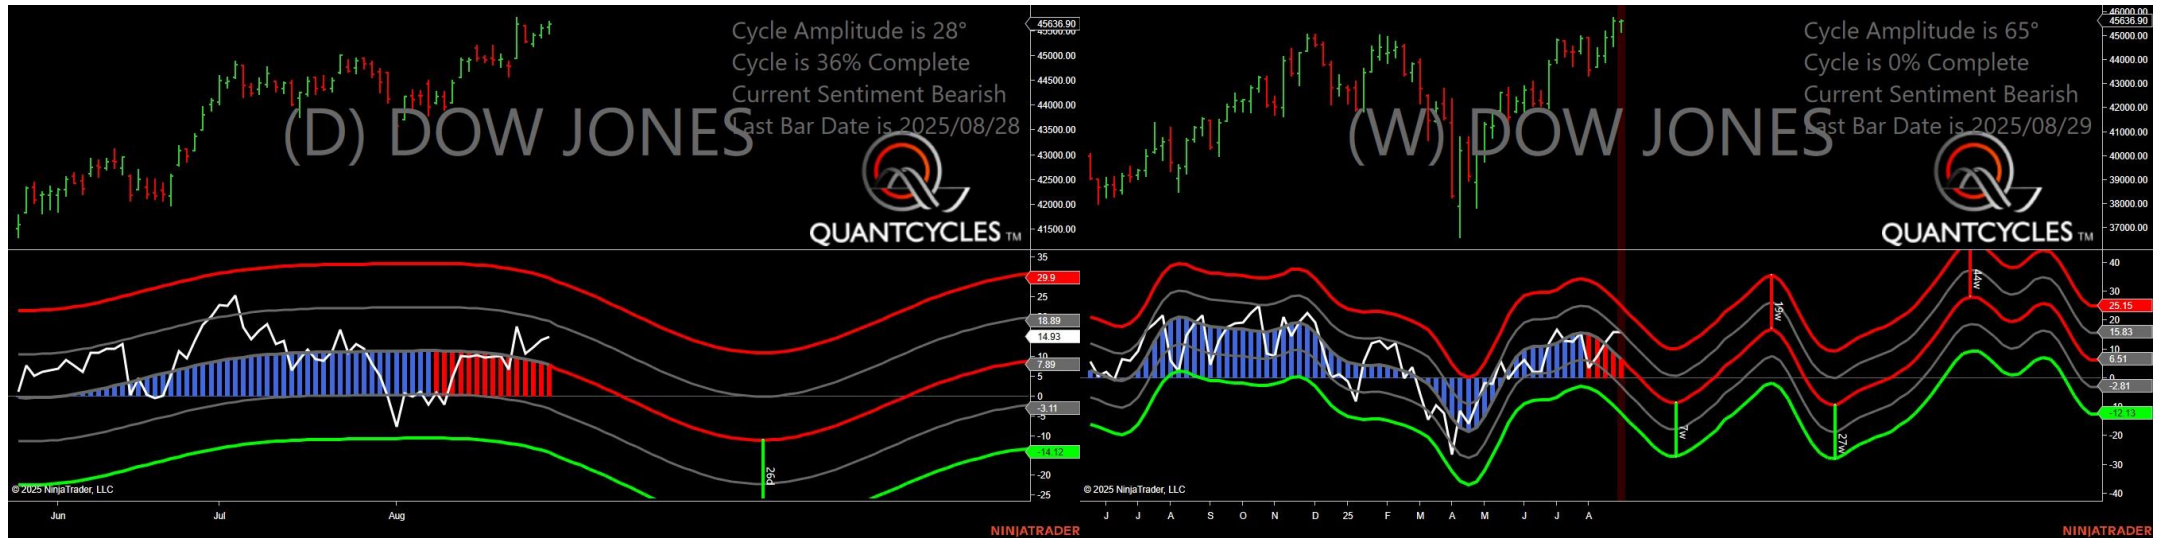 Cycle Amplitude is 28°
Cycle is 36% Complete
Current Sentiment Bearish
Last Bar Date is 2025/08/28
(D) DOW JONES
QUANTCYCLES TM
45636.90
45000.00
44500.00
44000.00
43500.00
43000.00
42500.00
42000.00
41500.00
35
29.9
25
18.89
14.93
10
7.89
5
0
-3.11
-5
-10
-14.12
-20
-25
26d
© 2025 NinjaTrader, LLC
Jun
Jul
Aug
NINJATRADER
Cycle Amplitude is 65°
Cycle is 0% Complete
Current Sentiment Bearish
Last Bar Date is 2025/08/29
(W) DOW JONES
QUANTCYCLES TM
46000.00
45636.90
45000.00
44000.00
43000.00
42000.00
41000.00
40000.00
39000.00
38000.00
37000.00
40
30
25.15
20
15.83
10
6.51
0
-2.81
-10
-12.13
-20
-30
-40
7w
19w
27w
44w
© 2025 NinjaTrader, LLC
J J A S O N D 25 F M A M J J A
NINJATRADER